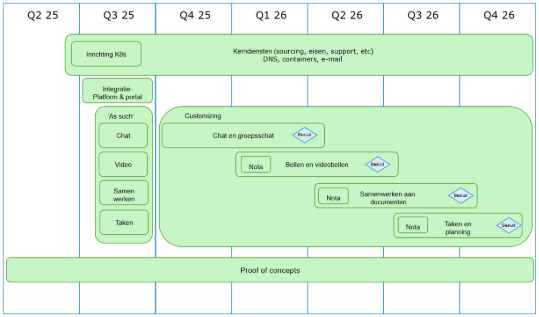 Q2 25 Q3 25 Q4 25 Q1 26 Q2 26 Q3 26 Q4 26
Inrichting K8s
Kerndiensten (sourcing, eisen, support, etc)
DNS, containers, e-mail
Integratie-
Platform & portal
'As such'
Customizing
Chat
Chat en groepsschat
Besluit
Video
Nota
Bellen en videobellen
Besluit
Samen
werken
Nota
Samenwerken aan
documenten
Besluit
Taken
Nota
Taken en
planning
Besluit
Proof of concepts